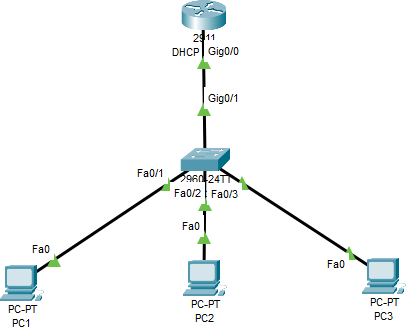 2911
DHCP Gig0/0
Gig0/1
2960-24TT
Fa0/1
Fa0/2 Fa0/3
Fa0
Fa0
Fa0
PC-PT
PC1
PC-PT
PC2
PC-PT
PC3